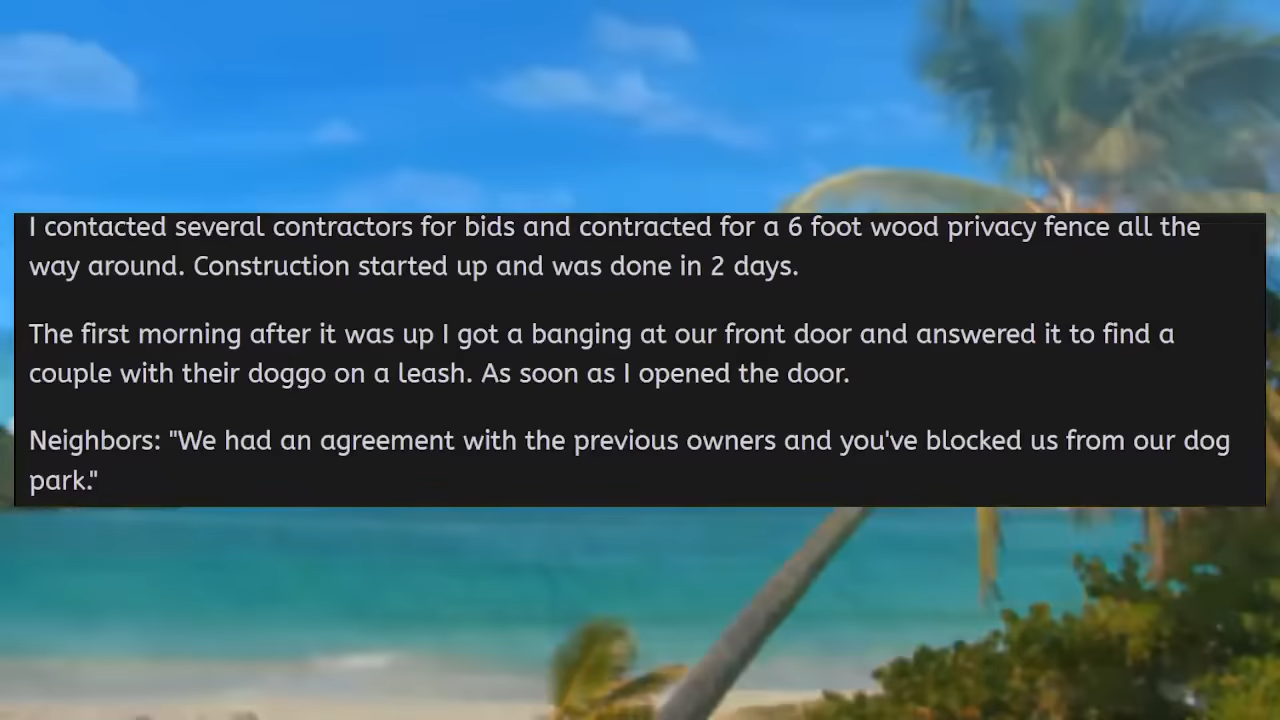 I contacted several contractors for bids and contracted for a 6 foot wood privacy fence all the
way around. Construction started up and was done in 2 days.
The first morning after it was up I got a banging at our front door and answered it to find a
couple with their doggo on a leash. As soon as I opened the door.
Neighbors: "We had an agreement with the previous owners and you've blocked us from our dog
park."